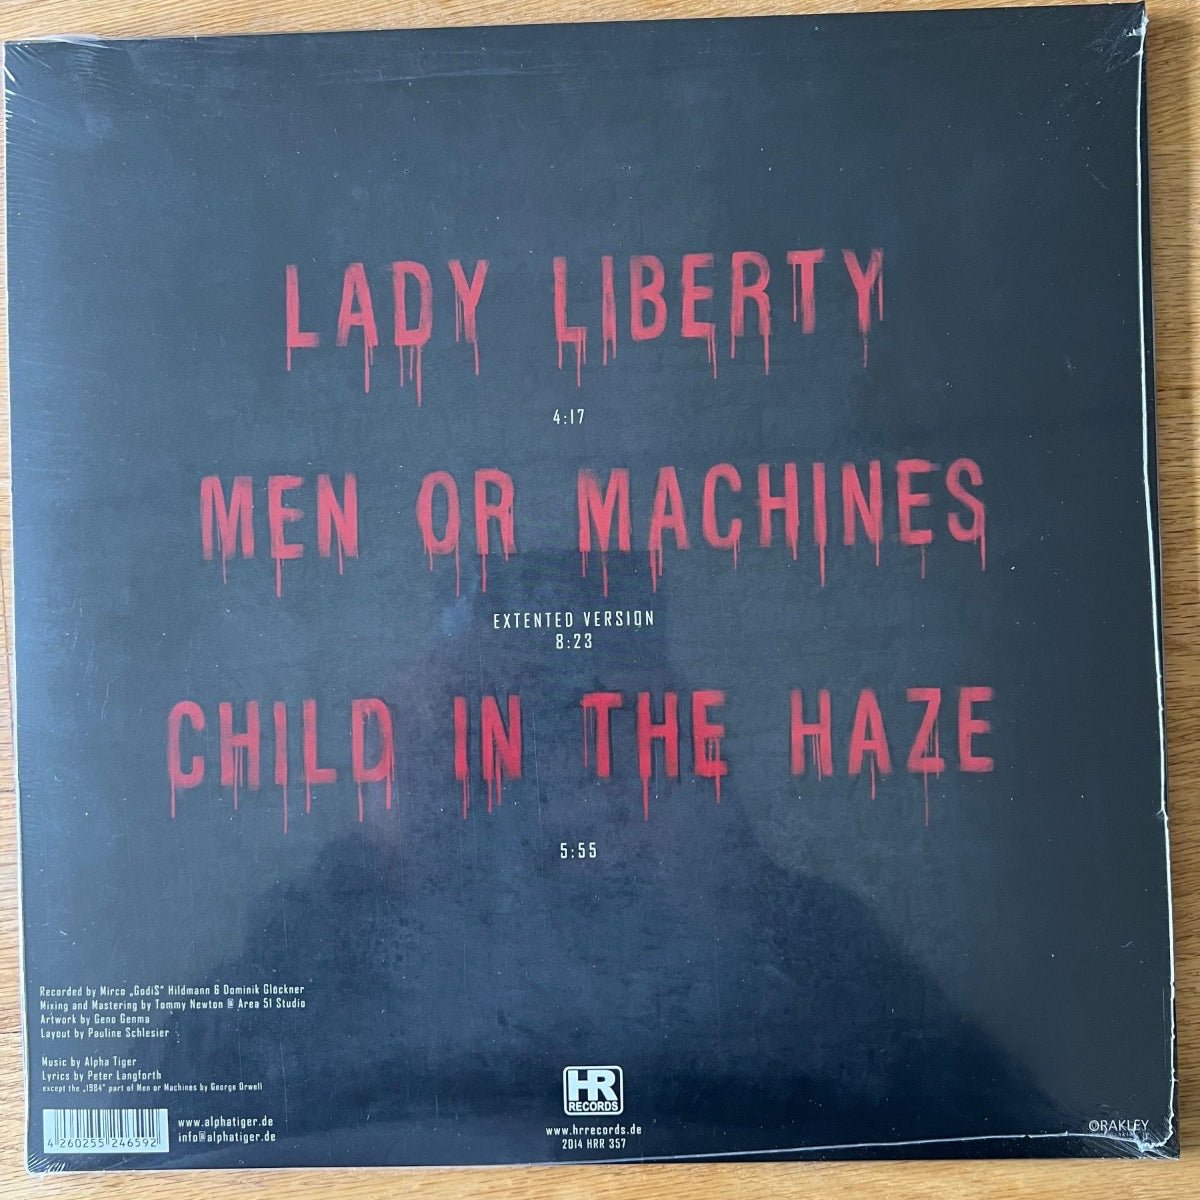 LADY LIBERTY
4:17
MEN OR MACHINES
EXTENTED VERSION
8:23
CHILD IN THE HAZE
5:55
Recorded by Mirco „GodiS“ Hildmann & Dominik Glöckner
Mixing and Mastering by Tommy Newton @ Area 51 Studio
Artwork by Geno Genma
Layout by Pauline Schlesier
Music by Alpha Tiger
Lyrics by Peter Langforth
except the „1984“ part of Men or Machines by George Orwell
4 260255 246592
www.alphatiger.de
info@alphatiger.de
HR
RECORDS
www.hrrecords.de
2014 HRR 357
ORAKLEY